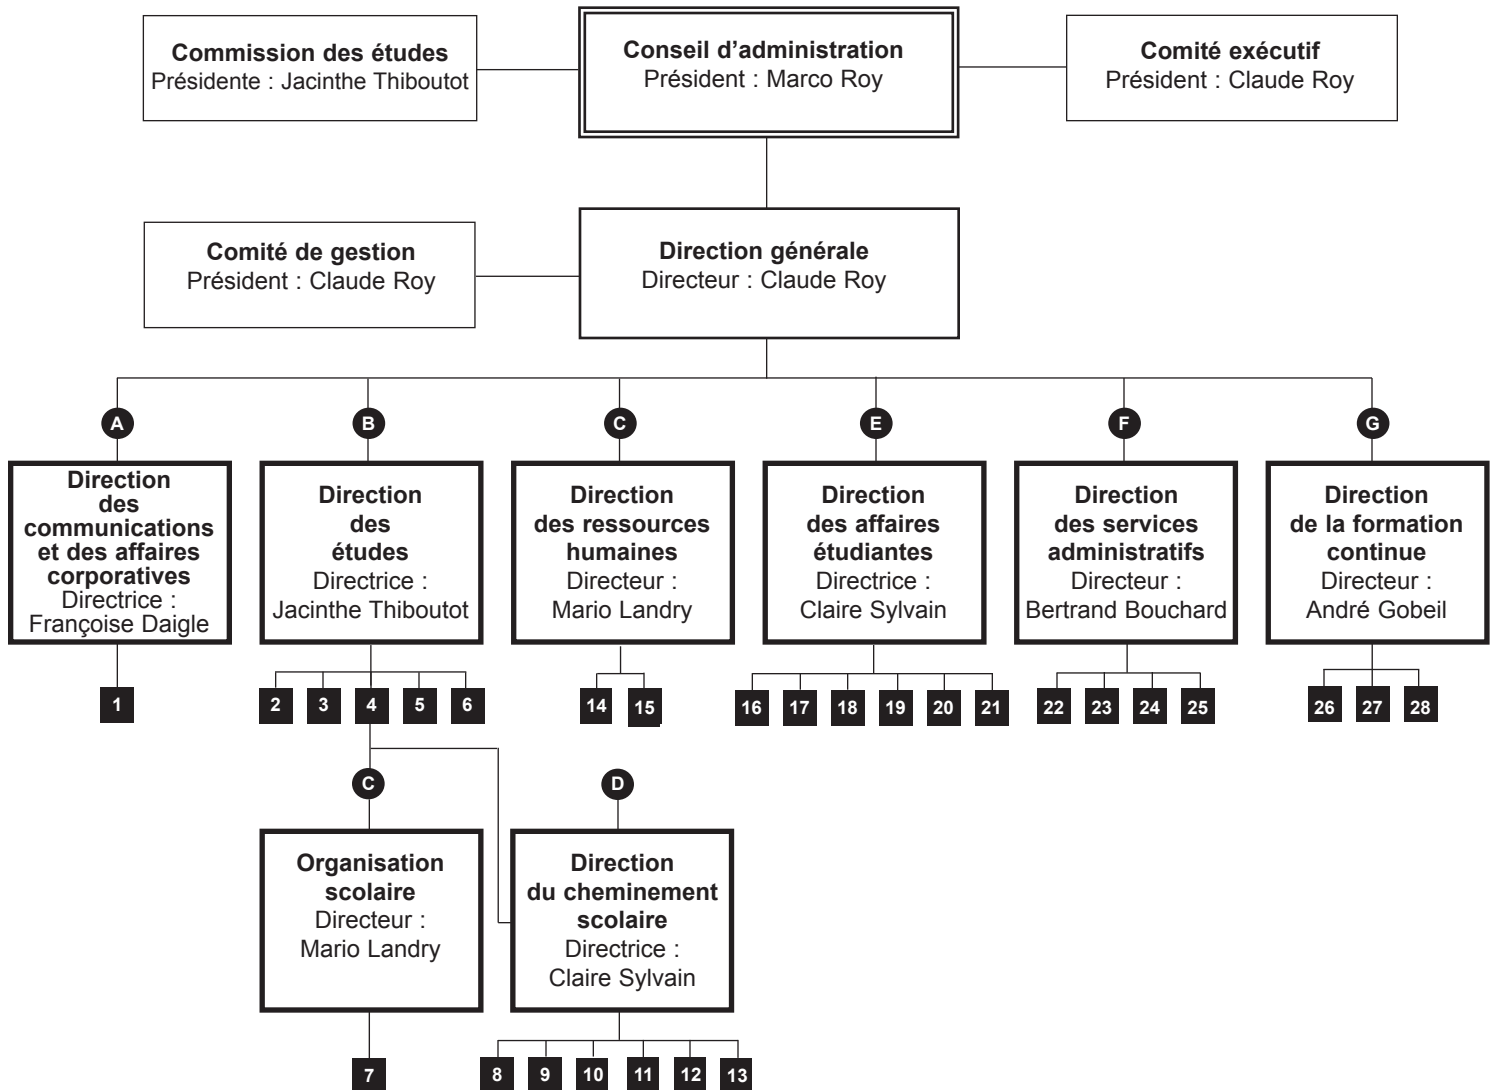 Commission des études
Présidente : Jacinthe Thiboutot
Conseil d'administration
Président : Marco Roy
Comité exécutif
Président : Claude Roy
Comité de gestion
Président : Claude Roy
Direction générale
Directeur : Claude Roy
A
B
C
E
F
G
Direction
des
communications
et des affaires
corporatives
Directrice :
Françoise Daigle
Direction
des
études
Directrice :
Jacinthe Thiboutot
Direction
des ressources
humaines
Directeur :
Mario Landry
Direction
des affaires
étudiantes
Directrice :
Claire Sylvain
Direction
des services
administratifs
Directeur :
Bertrand Bouchard
Direction
de la formation
continue
Directeur :
André Gobeil
1
2 3 4 5 6
14 15
16 17 18 19 20 21
22 23 24 25
26 27 28
C
D
Organisation
scolaire
Directeur :
Mario Landry
Direction
du cheminement
scolaire
Directrice :
Claire Sylvain
7
8 9 10 11 12 13